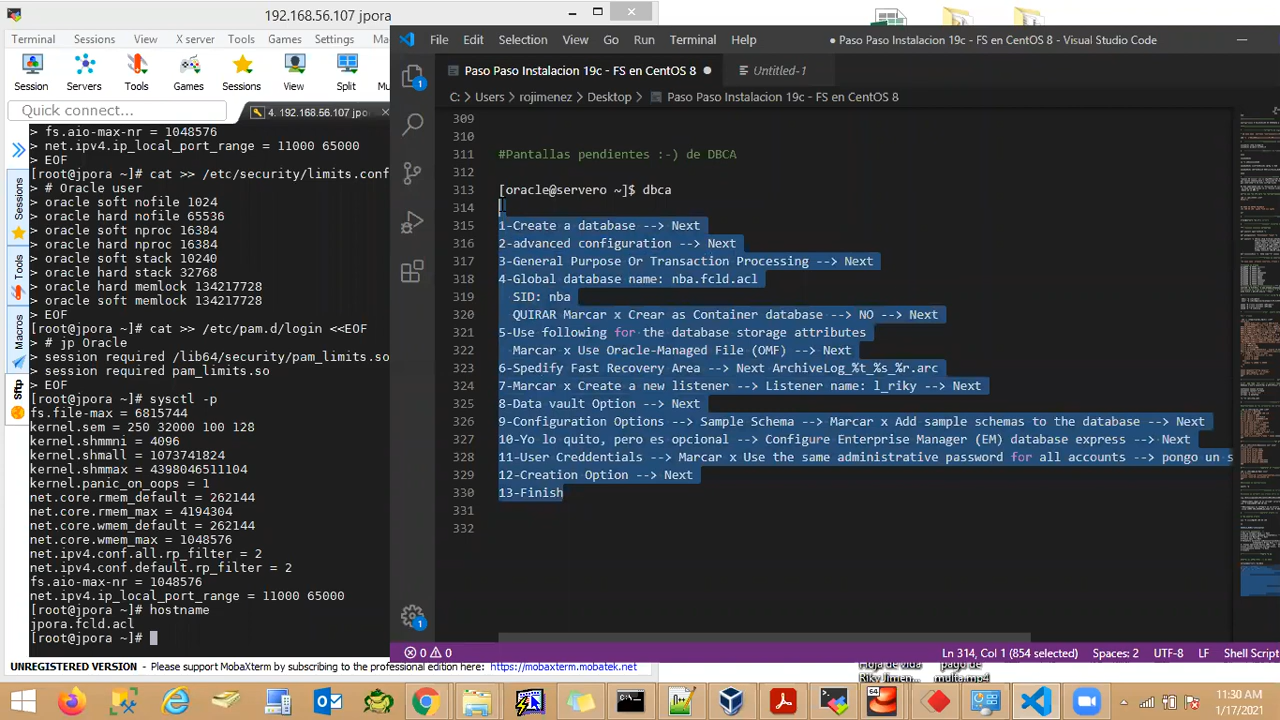 192.168.56.107 jpora
Terminal Sessions View X server Tools Games Settings
Session Servers Tools Games Sessions View Split
Quick connect...
4. 192.168.56.107 jpo
Sessions
Tools
Macros
Sftp
> fs.aio-max-nr = 1048576
> net.ipv4.ip_local_port_range = 11000 65000
> EOF
[root@jpora ~]# cat >> /etc/security/limits.conf
> # Oracle user
> oracle soft nofile 1024
> oracle hard nofile 65536
> oracle soft nproc 16384
> oracle hard nproc 16384
> oracle soft stack 10240
> oracle hard stack 32768
> oracle hard memlock 134217728
> oracle soft memlock 134217728
> EOF
[root@jpora ~]# cat >> /etc/pam.d/login <<EOF
> # jp Oracle
> session required /lib64/security/pam_limits.so
> session required pam_limits.so
> EOF
[root@jpora ~]# sysctl -p
fs.file-max = 6815744
kernel.sem = 250 32000 100 128
kernel.shmmni = 4096
kernel.shmall = 1073741824
kernel.shmmax = 4398046511104
kernel.panic_on_oops = 1
net.core.rmem_default = 262144
net.core.rmem_max = 4194304
net.core.wmem_default = 262144
net.core.wmem_max = 1048576
net.ipv4.conf.all.rp_filter = 2
net.ipv4.conf.default.rp_filter = 2
fs.aio-max-nr = 1048576
net.ipv4.ip_local_port_range = 11000 65000
[root@jpora ~]# hostname
jpora.fcld.acl
[root@jpora ~]#
UNREGISTERED VERSION - Please support MobaXterm by subscribing to the professional edition here: https://mobaxterm.mobatek.net
File Edit Selection View Go Run Terminal Help
● Paso Paso Instalacion 19c - FS en CentOS 8 - Visual Studio Code
Paso Paso Instalacion 19c - FS en CentOS 8 ● Untitled-1
C: > Users > rojimenez > Desktop > Paso Paso Instalacion 19c - FS en CentOS 8
1
309
310
311 #Pantallas pendientes :-) de DBCA
312
313 [oracle@servero ~]$ dbca
314
315 1-Create a database --> Next
316 2-advanced configuration --> Next
317 3-General Purpose Or Transaction Processing --> Next
318 4-Global database name: nba.fcld.acl
319 SID: nba
320 QUITAR Marcar x Crear as Container database --> NO --> Next
321 5-Use following for the database storage attributes
322 Marcar x Use Oracle-Managed File (OMF) --> Next
323 6-Spedify Fast Recovery Area --> Next ArchiveLog_%t_%s_%r.arc
324 7-Marcar x Create a new listener --> Listener name: l_riky --> Next
325 8-Data Vault Option --> Next
326 9-Configuration Options --> Sample Schema --> Marcar x Add sample schemas to the database --> Next
327 10-Yo lo quito, pero es opcional --> Configure Enterprise Manager (EM) database express --> Next
328 11-User creddentials --> Marcar x Use the same administrative password for all accounts --> pongo un s
329 12-Creation Option --> Next
330 13-Finish
331
332
1
0 0
Ln 314, Col 1 (854 selected) Spaces: 2 UTF-8 LF Shell Script
Hoja de vida
Riky Jimen...
pago de
multa.mp4
64
11:30 AM
1/17/2021